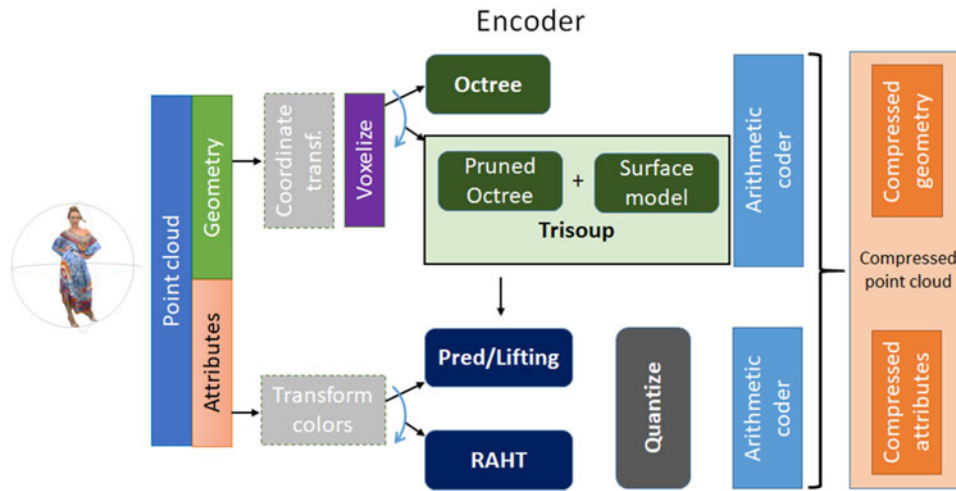 Encoder
Point cloud
Geometry
Attributes
Coordinate
transf.
Voxelize
Octree
Pruned
Octree
+
Surface
model
Trisoup
Arithmetic
coder
Transform
colors
Pred/Lifting
RAHT
Quantize
Arithmetic
coder
Compressed
geometry
Compressed
point cloud
Compressed
attributes